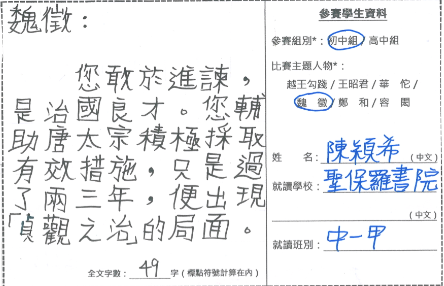 魏徵：
您敢於進諫，
是治國良才。您輔
助唐太宗積極採取
有效措施，只是過
了兩三年，便出現
「貞觀之治」的局面。
全文字數：49字（標點符號計算在內）
參賽學生資料
參賽組別*：初中組／高中組
比賽主題人物*：
越王勾踐／王昭君／華　佗／
魏　徵／鄭　和／容　閎
姓　名：陳穎希（中文）
就讀學校：聖保羅書院
（中文）
就讀班別：中一甲